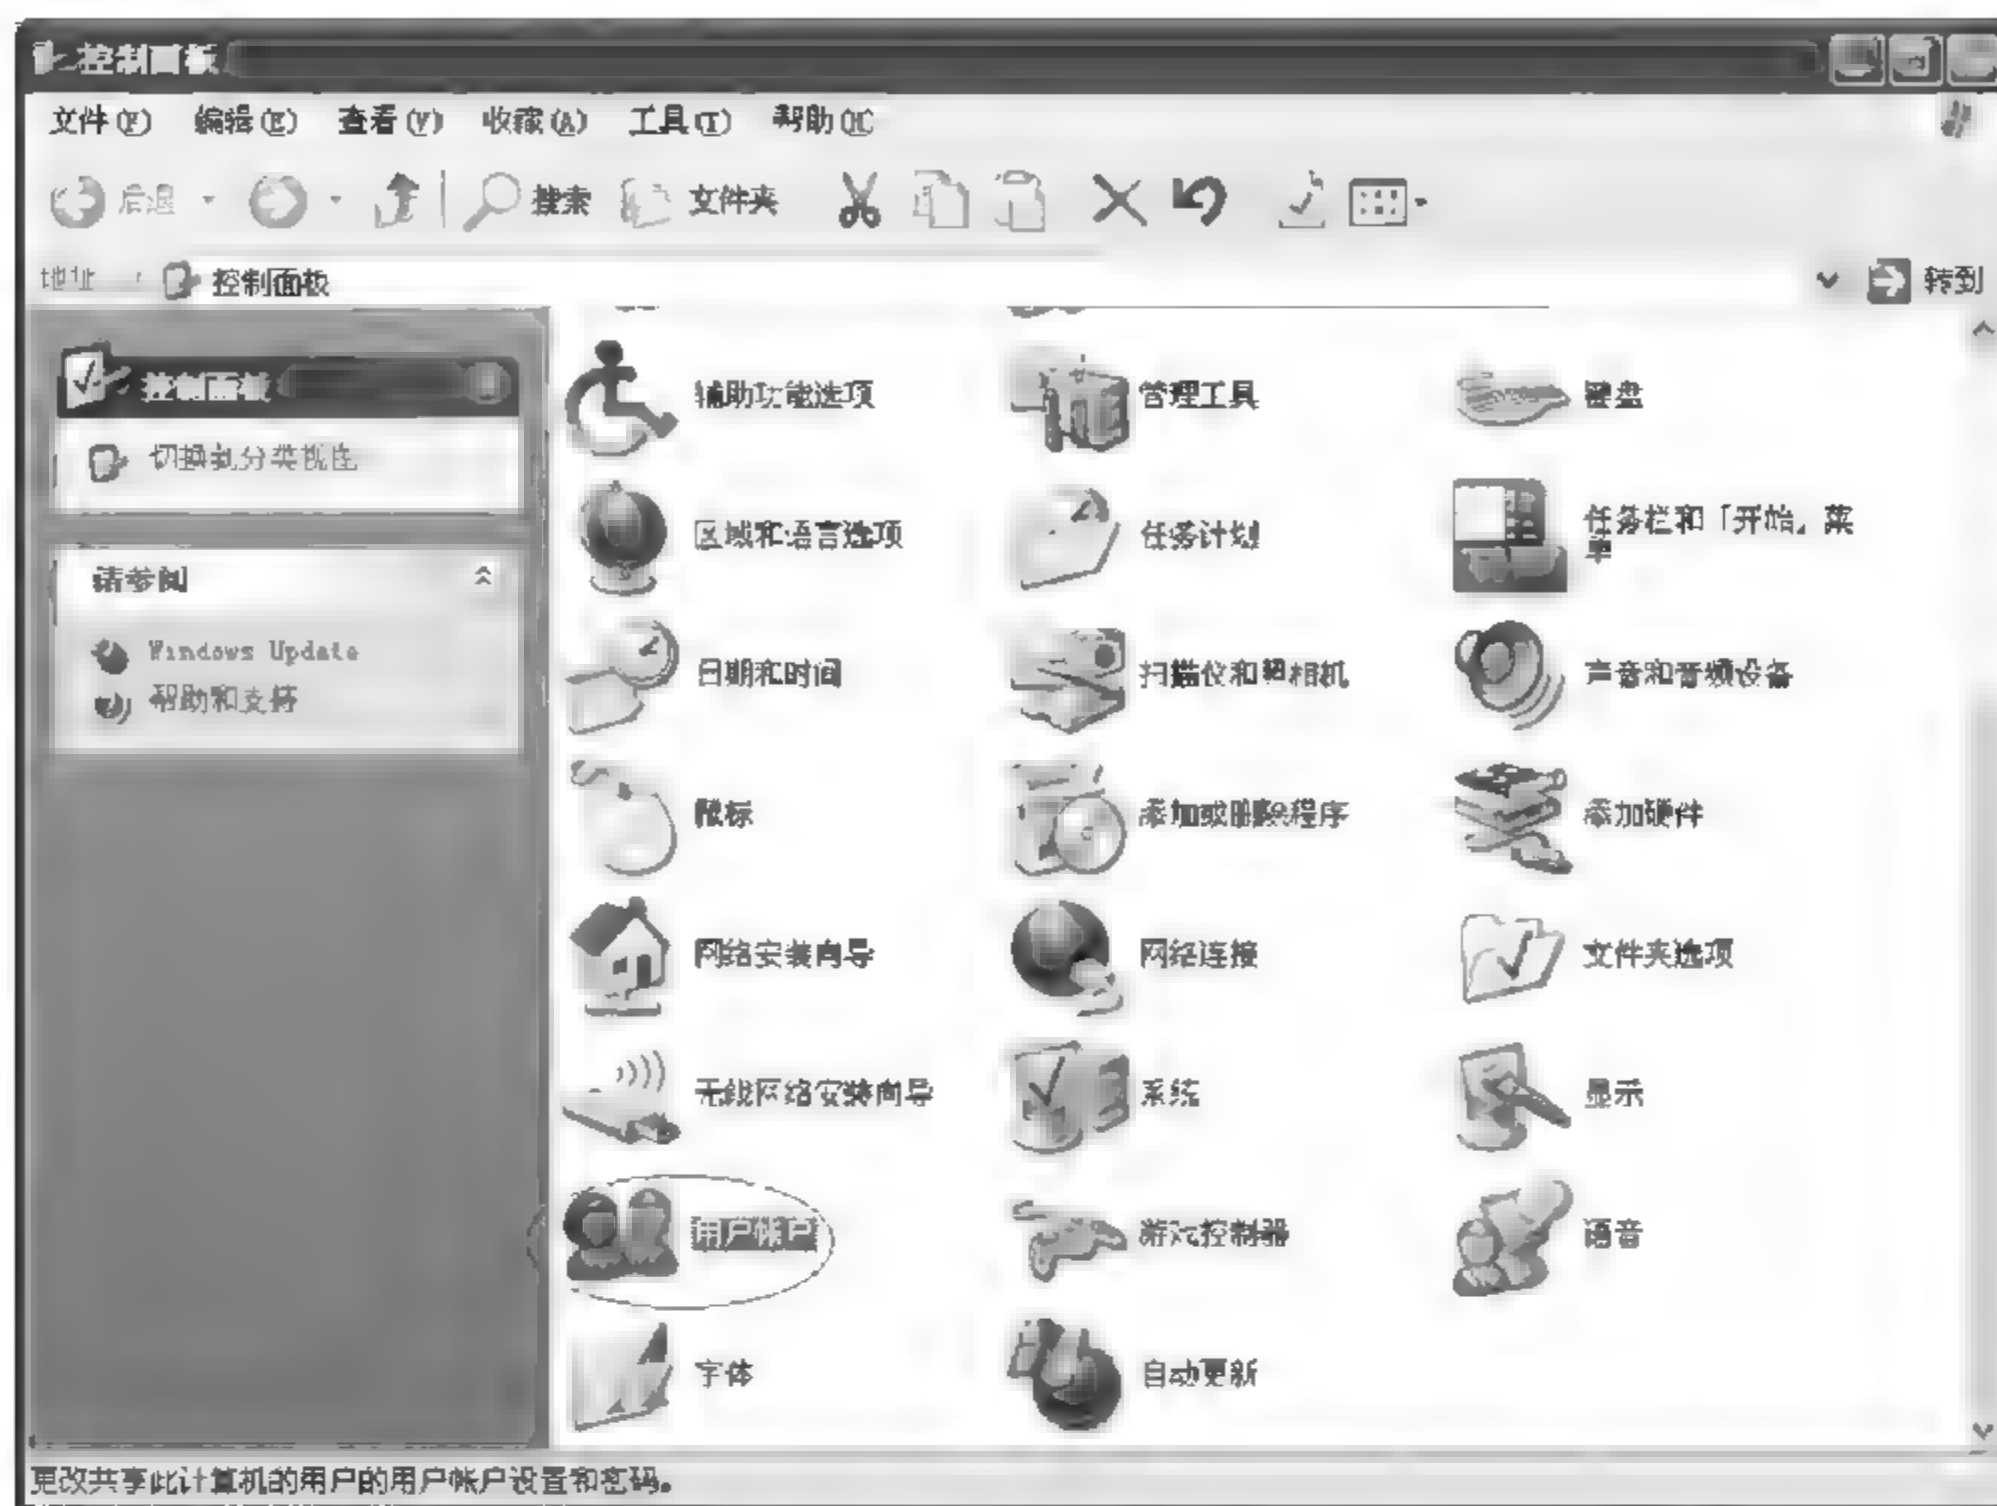 控制面板
文件(F) 编辑(E) 查看(V) 收藏(A) 工具(T) 帮助(H)
后退 搜索 文件夹
地址 控制面板 转到
控制面板
切换到分类视图
请参阅
Windows Update
帮助和支持
辅助功能选项 管理工具 键盘
区域和语言选项 任务计划 任务栏和「开始」菜
单
日期和时间 扫描仪和照相机 声音和音频设备
鼠标 添加或删除程序 添加硬件
网络安装向导 网络连接 文件夹选项
无线网络安装向导 系统 显示
用户帐户 游戏控制器 语音
字体 自动更新
更改共享此计算机的用户的用户帐户设置和密码。